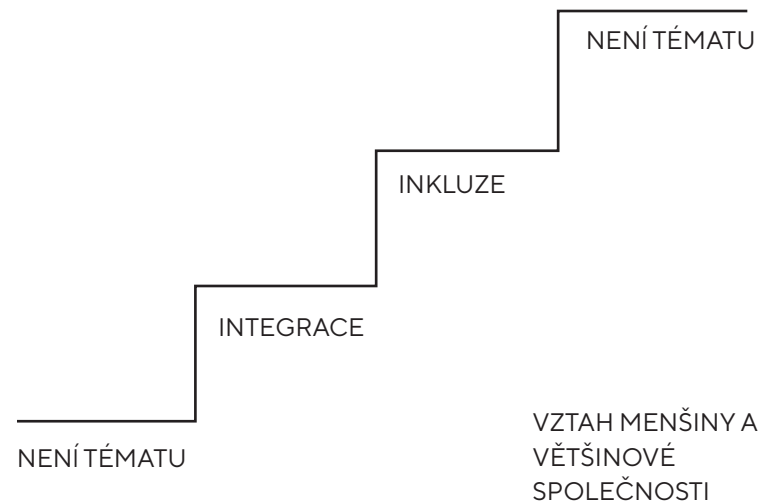 NENÍ TÉMATU
INKLUZE
INTEGRACE
NENÍ TÉMATU
VZTAH MENŠINY A
VĚTŠINOVÉ
SPOLEČNOSTI